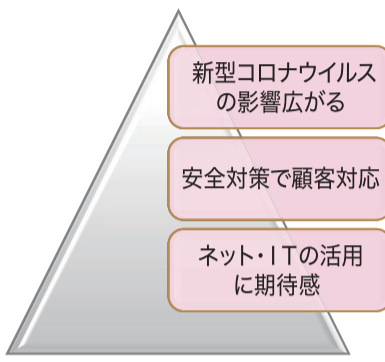 新型コロナウイルス
の影響広がる
安全対策で顧客対応
ネット・ITの活用
に期待感